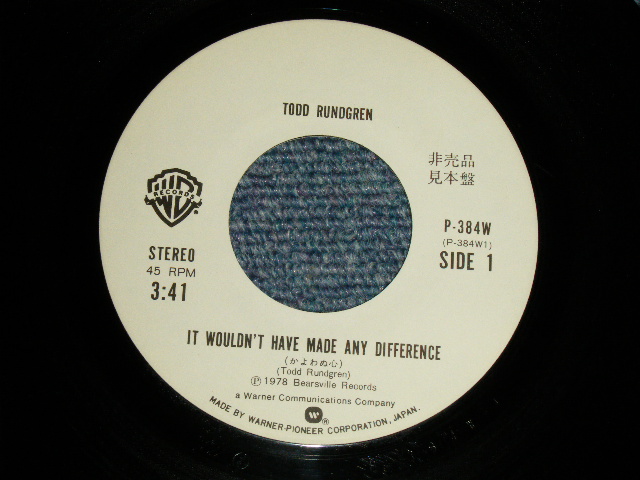 TODD RUNDGREN
非売品
見本盤
WB
RECORDS
P-384W
(P-384W1)
SIDE 1
STEREO
45 RPM
3:41
IT WOULDN'T HAVE MADE ANY DIFFERENCE
(かよわぬ心)
(Todd Rundgren)
Ⓟ1978 Bearsville Records
a Warner Communications Company
W®
MADE BY WARNER-PIONEER CORPORATION, JAPAN.